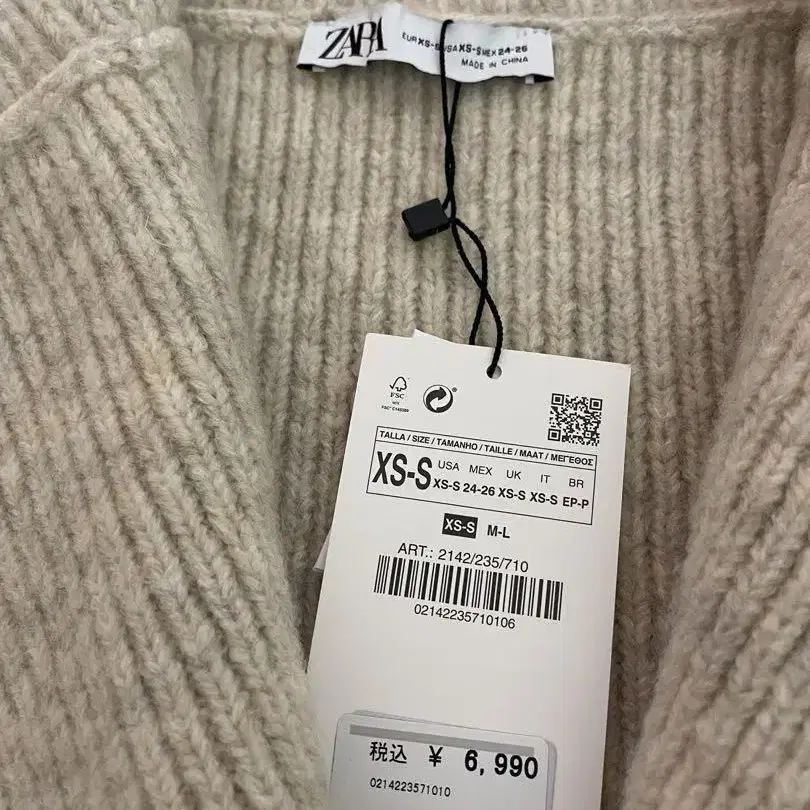 ZARA
EUR XS-S USA XS-S MEX 24-26
MADE IN CHINA
FSC
MIX
TALLA / SIZE / TAMANHO / TAILLE / MAAT / ΜΕΓΕΘΟΣ
XS-S
USA MEX UK IT BR
XS-S 24-26 XS-S XS-S EP-P
XS-S M-L
ART.: 2142/235/710
02142235710106
税込 ¥ 6,990
0214223571010